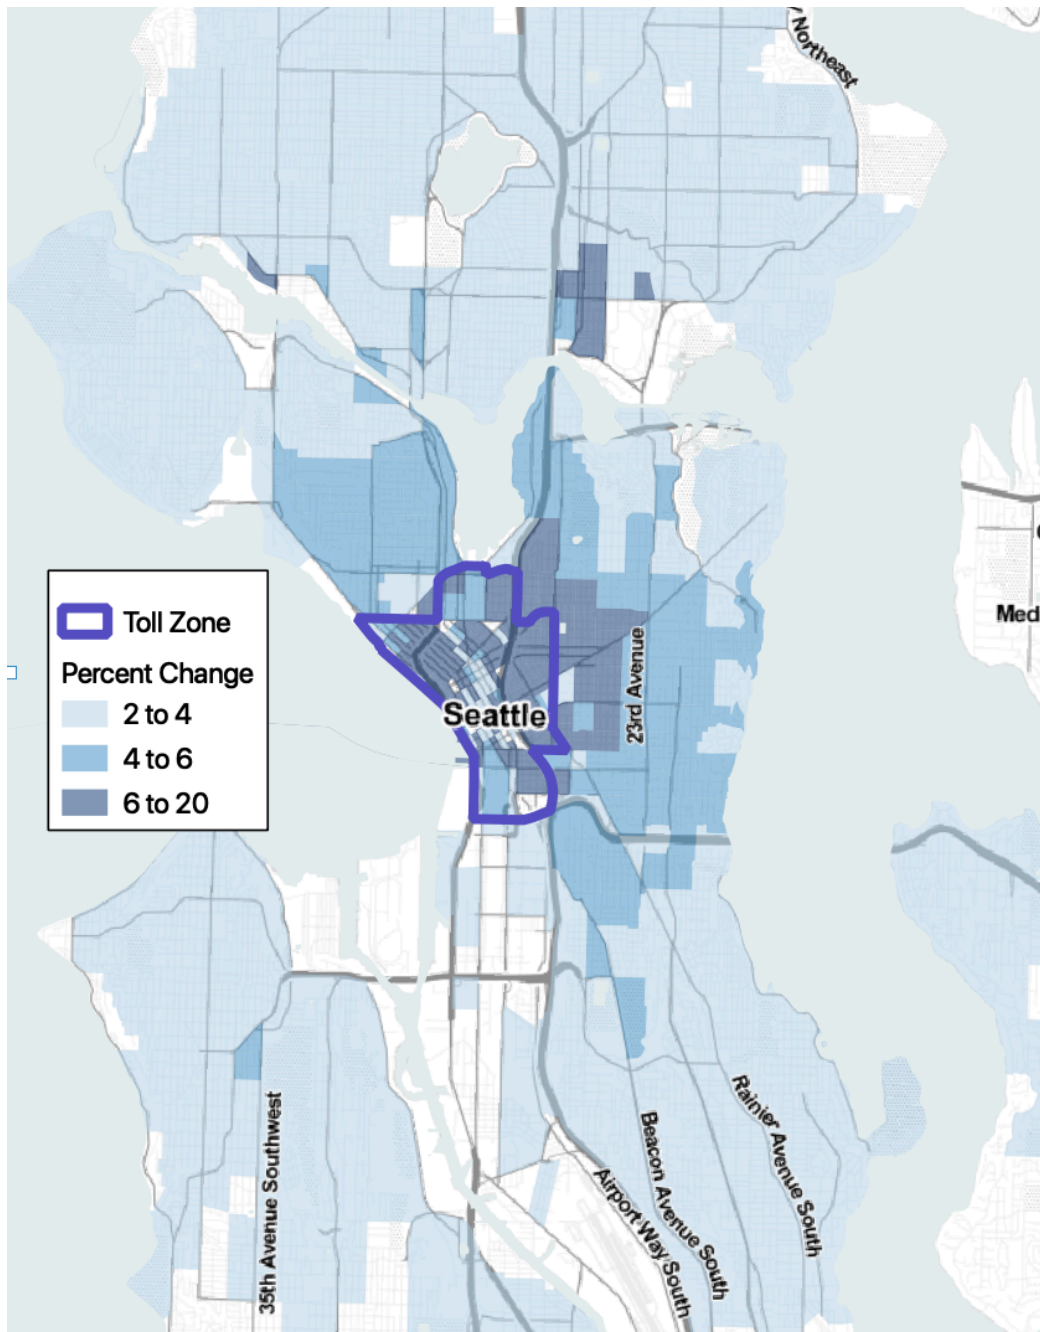 Northeast
Toll Zone
Percent Change
2 to 4
4 to 6
6 to 20
Seattle
23rd Avenue
Med
35th Avenue Southwest
Rainier Avenue South
Beacon Avenue South
Airport Way South